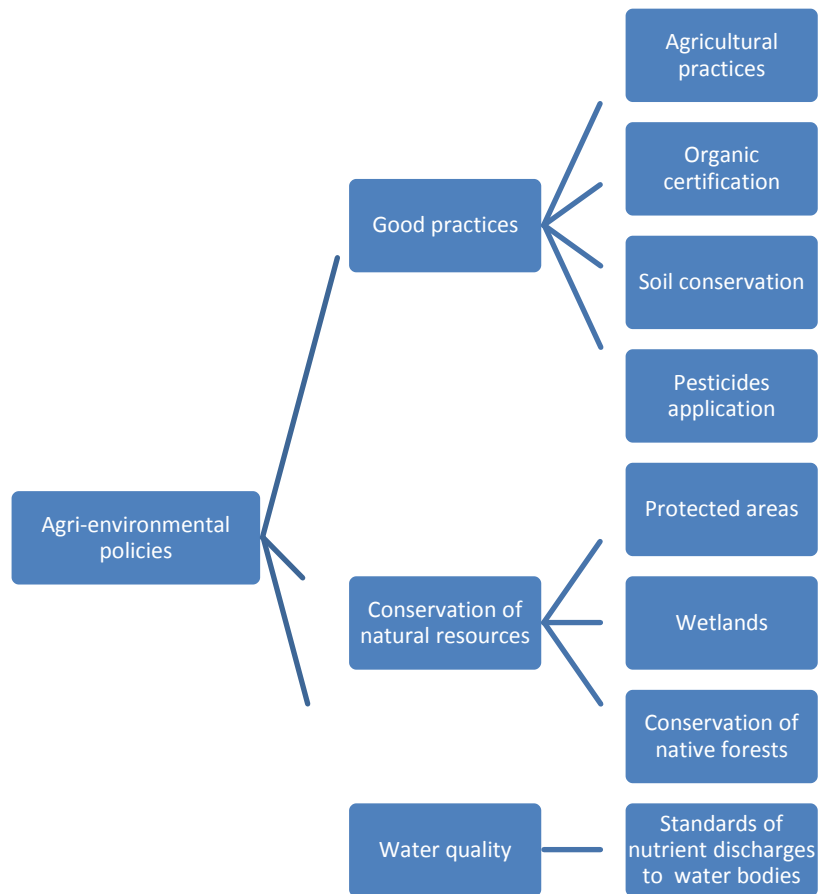 Agri-environmental
policies
Good practices
Agricultural
practices
Organic
certification
Soil conservation
Pesticides
application
Conservation of
natural resources
Protected areas
Wetlands
Conservation of
native forests
Water quality
Standards of
nutrient discharges
to water bodies